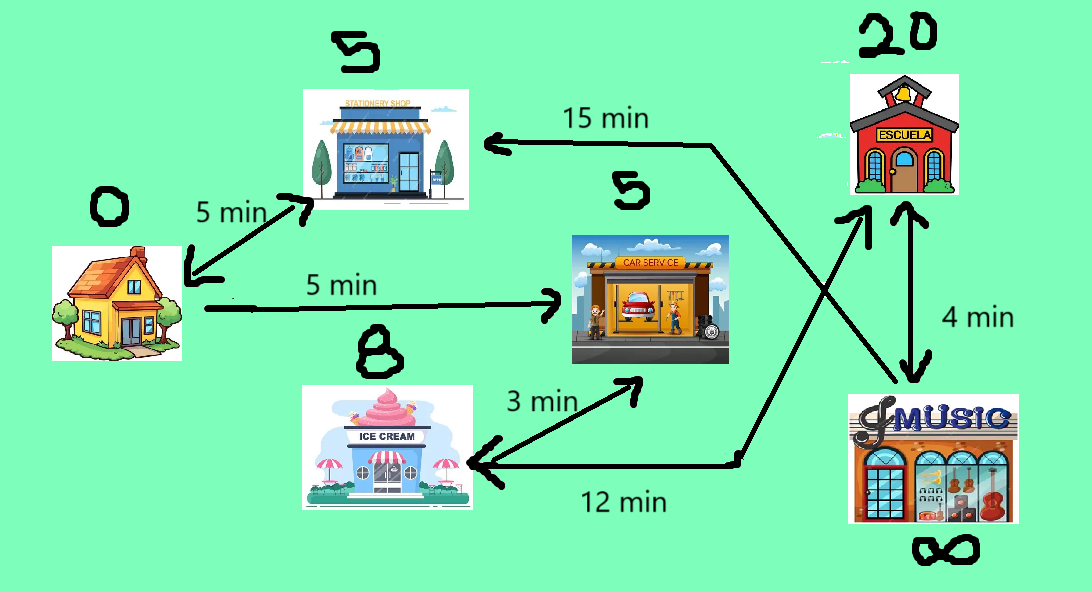 20
5
STATIONERY SHOP
15 min
ESCUELA
5
0
5 min
CAR SERVICE
5 min
4 min
8
3 min
ICE CREAM
MUSIC
12 min
∞